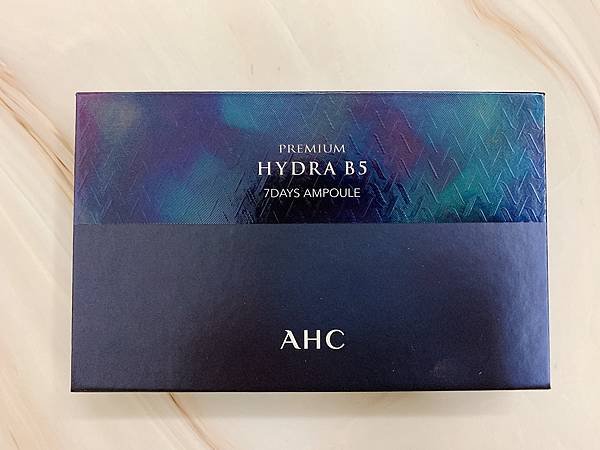 PREMIUM
HYDRA B5
7DAYS AMPOULE
AHC